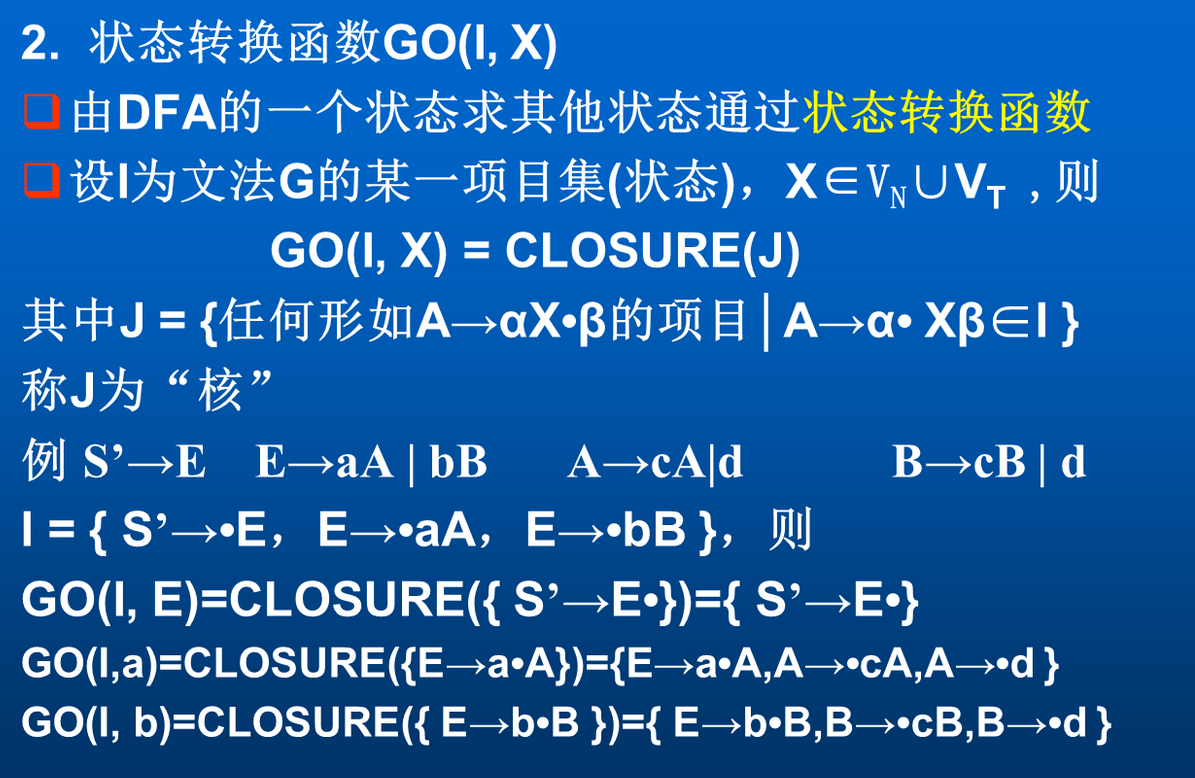 2. 状态转换函数GO(I, X)
❑由DFA的一个状态求其他状态通过状态转换函数
❑设I为文法G的某一项目集(状态)，X∈VN∪VT ,则
GO(I, X) = CLOSURE(J)
其中J = {任何形如A→αX•β的项目│A→α• Xβ∈I }
称J为“核”
例 S’→E E→aA | bB A→cA|d B→cB | d
I = { S’→•E，E→•aA，E→•bB }，则
GO(I, E)=CLOSURE({ S’→E•})={ S’→E•}
GO(I,a)=CLOSURE({E→a•A})={E→a•A,A→•cA,A→•d }
GO(I, b)=CLOSURE({ E→b•B })={ E→b•B,B→•cB,B→•d }